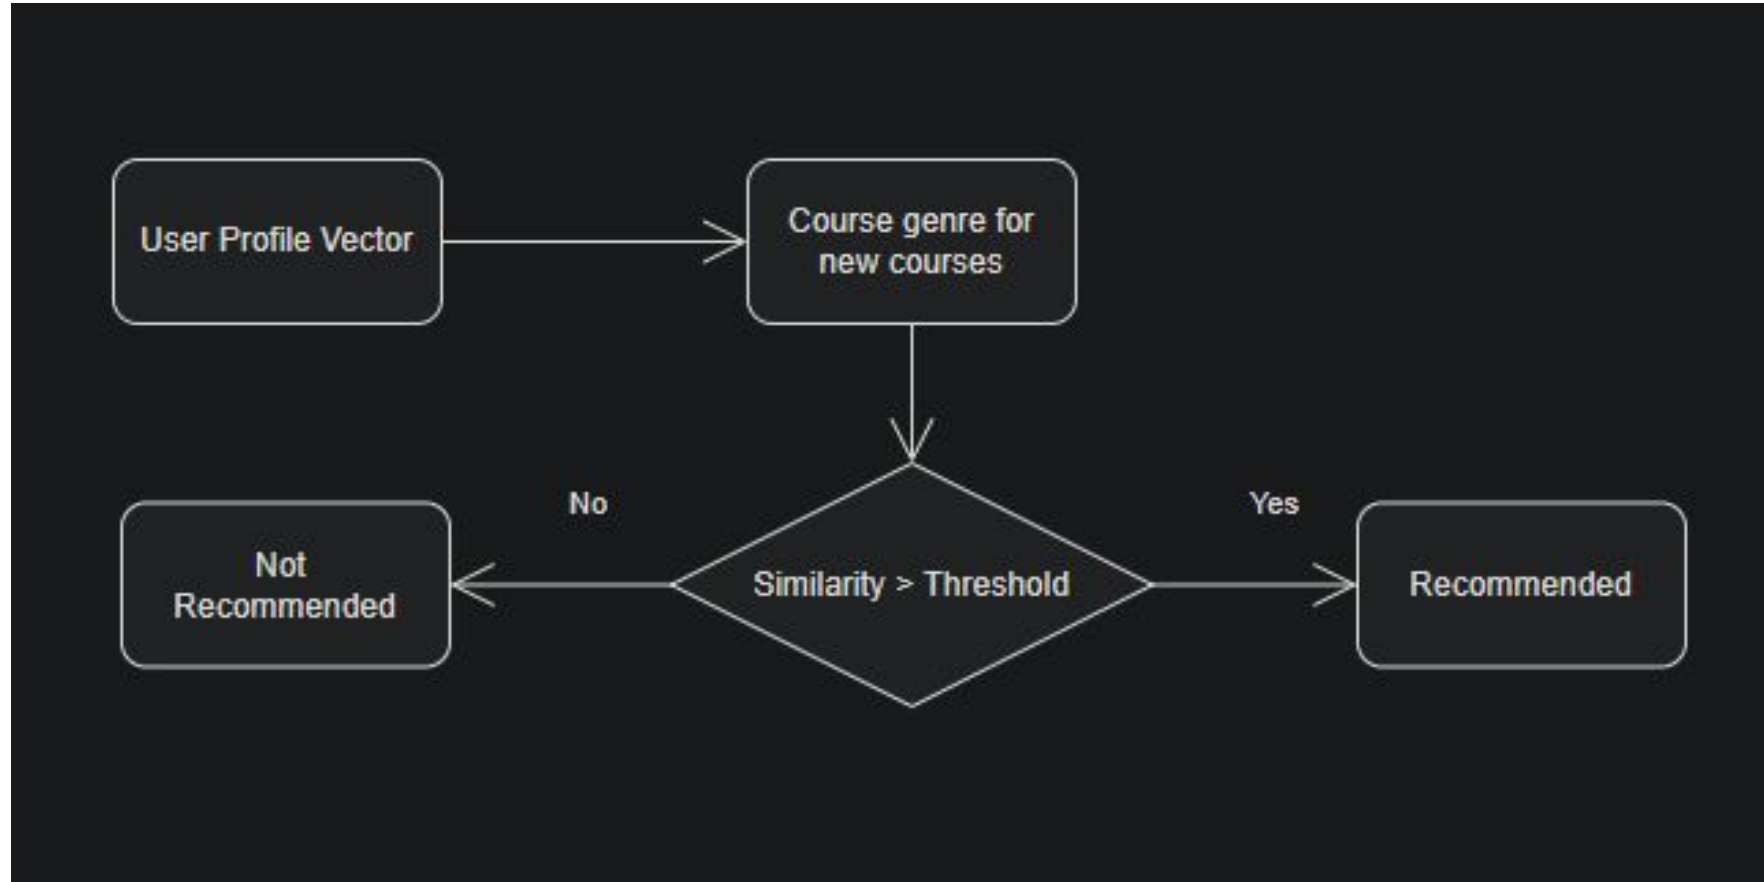 User Profile Vector
Course genre for
new courses
No
Yes
Not
Recommended
Similarity > Threshold
Recommended